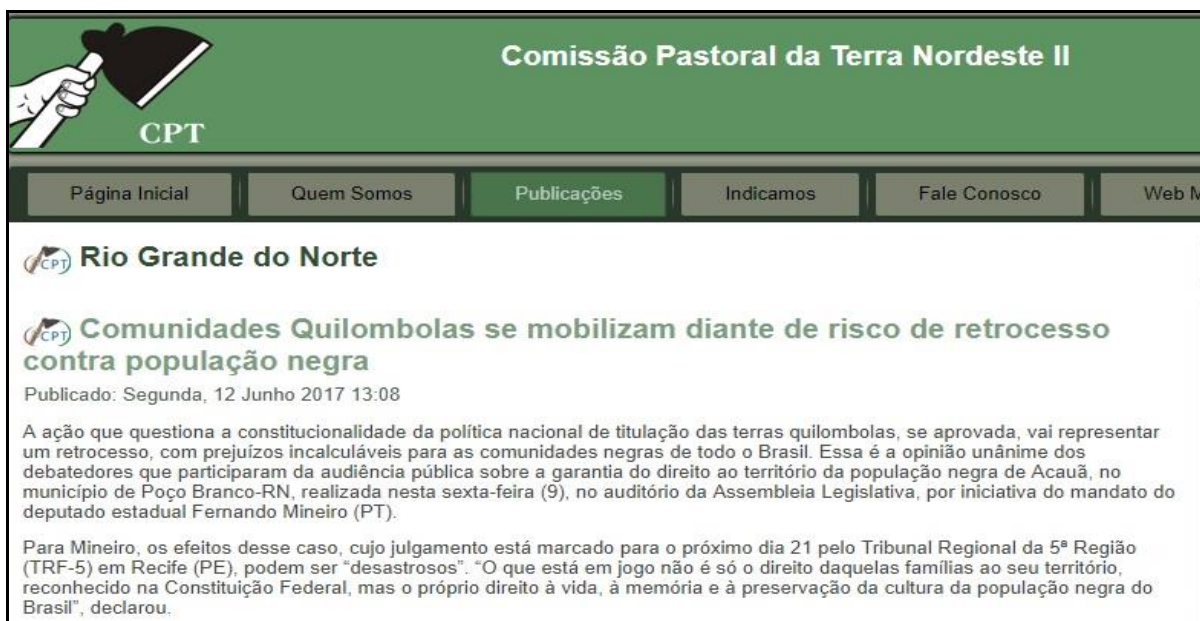 Comissão Pastoral da Terra Nordeste II
CPT
Página Inicial
Quem Somos
Publicações
Indicamos
Fale Conosco
Web M
CPT
Rio Grande do Norte
CPT
Comunidades Quilombolas se mobilizam diante de risco de retrocesso
contra população negra
Publicado: Segunda, 12 Junho 2017 13:08
A ação que questiona a constitucionalidade da política nacional de titulação das terras quilombolas, se aprovada, vai representar
um retrocesso, com prejuízos incalculáveis para as comunidades negras de todo o Brasil. Essa é a opinião unânime dos
debatedores que participaram da audiência pública sobre a garantia do direito ao território da população negra de Acauã, no
município de Poço Branco-RN, realizada nesta sexta-feira (9), no auditório da Assembleia Legislativa, por iniciativa do mandato do
deputado estadual Fernando Mineiro (PT).
Para Mineiro, os efeitos desse caso, cujo julgamento está marcado para o próximo dia 21 pelo Tribunal Regional da 5ª Região
(TRF-5) em Recife (PE), podem ser “desastrosos”. “O que está em jogo não é só o direito daquelas famílias ao seu território,
reconhecido na Constituição Federal, mas o próprio direito à vida, à memória e à preservação da cultura da população negra do
Brasil”, declarou.